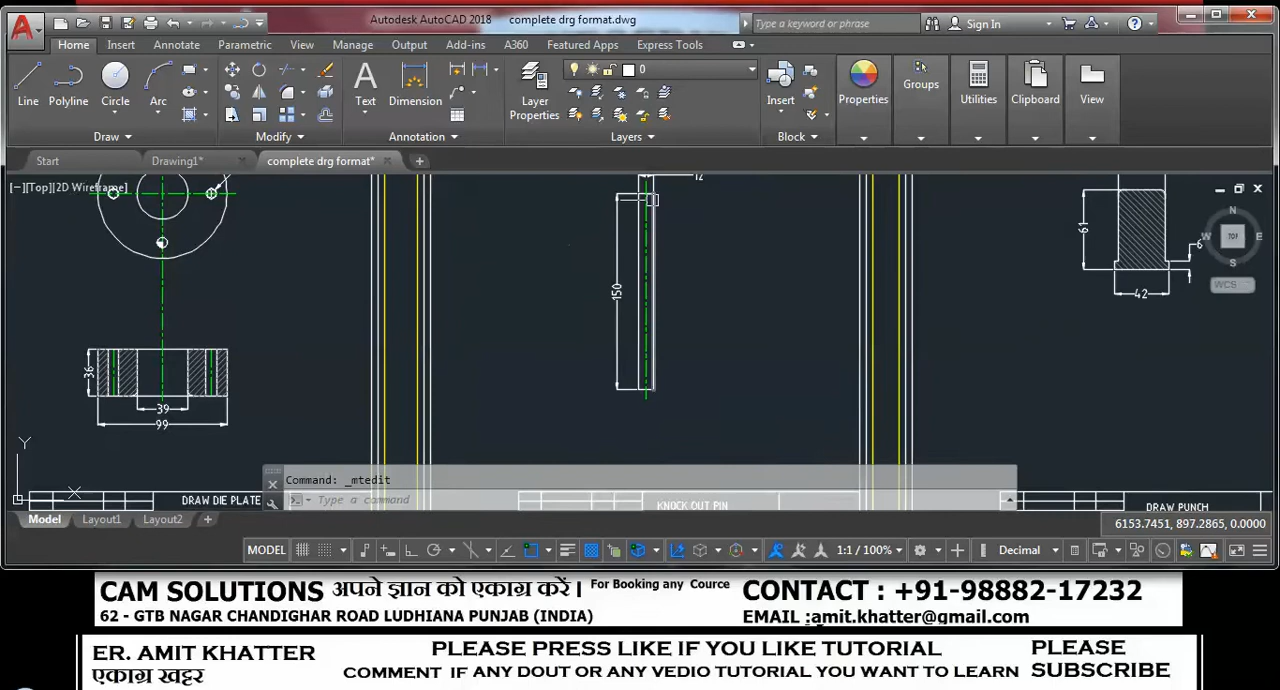 Autodesk AutoCAD 2018 complete drg format.dwg
Type a keyword or phrase
Sign In
Home Insert Annotate Parametric View Manage Output Add-ins A360 Featured Apps Express Tools
0
Line Polyline Circle Arc
Text Dimension
Layer Properties
Insert
Properties Groups Utilities Clipboard View
Draw Modify Annotation Layers Block
Start Drawing1* complete drg format*
[−][Top][2D Wireframe]
12
N
W TOP E
S
WCS
61
6
42
150
36
39
99
Y
X
Command: _mtedit
Type a command
DRAW DIE PLATE
KNOCK OUT PIN
DRAW PUNCH
Model Layout1 Layout2
6153.7451, 897.2865, 0.0000
MODEL 1:1 / 100% Decimal
CAM SOLUTIONS अपने ज्ञान को एकाग्र करें। For Booking any Cource CONTACT : +91-98882-17232
62 - GTB NAGAR CHANDIGHAR ROAD LUDHIANA PUNJAB (INDIA) EMAIL :amit.khatter@gmail.com
ER. AMIT KHATTER PLEASE PRESS LIKE IF YOU LIKE TUTORIAL PLEASE
एकाग्र खट्टर COMMENT IF ANY DOUT OR ANY VEDIO TUTORIAL YOU WANT TO LEARN SUBSCRIBE